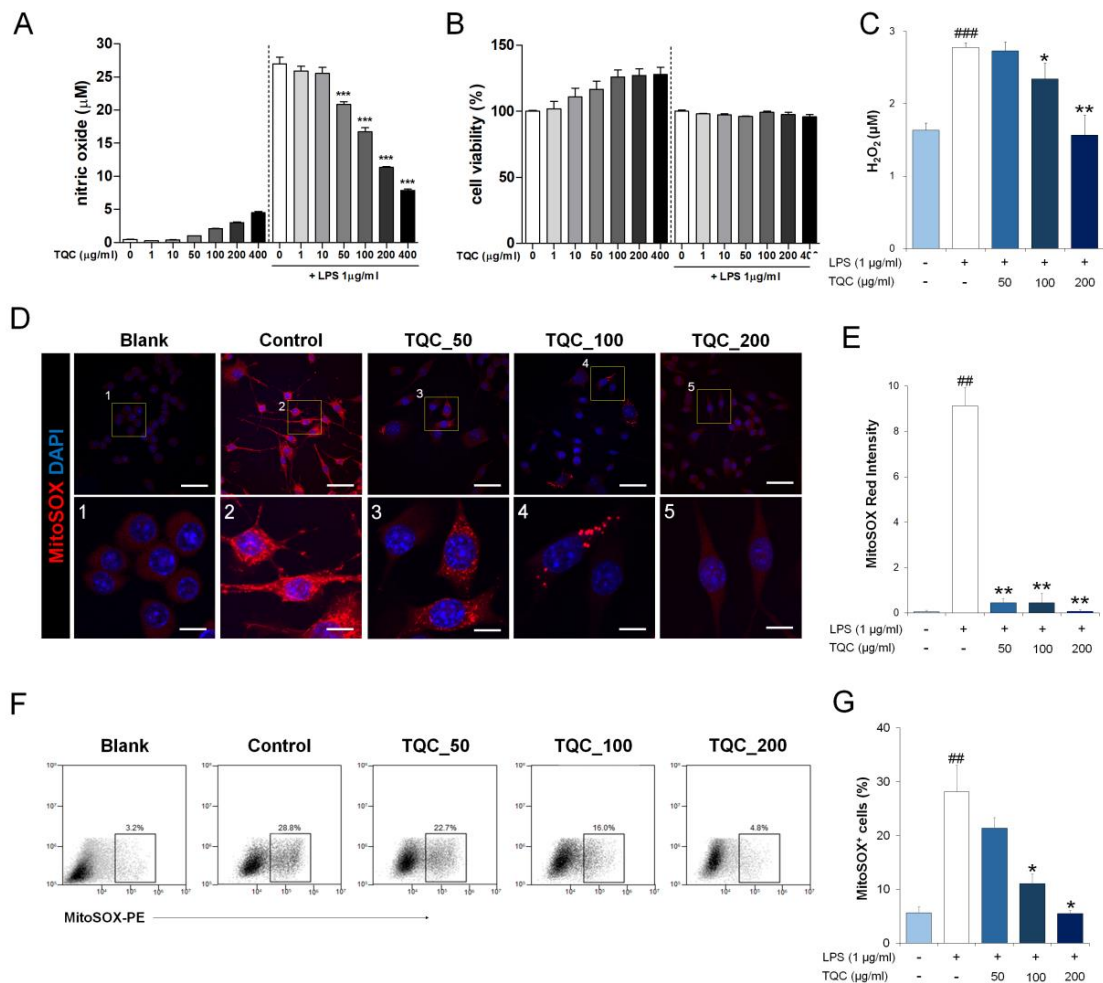 A
nitric oxide (μM)
30
25
20
15
10
5
0
*** *** *** ***
TQC (μg/ml) 0 1 10 50 100 200 400 0 1 10 50 100 200 400
+ LPS 1μg/ml
B
cell viability (%)
150
100
50
0
TQC (μg/ml) 0 1 10 50 100 200 400 0 1 10 50 100 200
+ LPS 1μg/ml
C
H₂O₂ (μM)
3
2
1
0
### * **
LPS (1 μg/ml) - + + + +
TQC (μg/ml) - - 50 100 200
D
Blank Control TQC_50 TQC_100 TQC_200
MitoSOX DAPI
1 2 3 4 5
1 2 3 4 5
E
MitoSOX Red Intensity
10
8
6
4
2
0
## ** ** **
LPS (1 μg/ml) - + + + +
TQC (μg/ml) - - 50 100 200
F
Blank Control TQC_50 TQC_100 TQC_200
3.2% 28.8% 22.7% 16.0% 4.8%
MitoSOX-PE
G
MitoSOX⁺ cells (%)
40
30
20
10
0
## * *
LPS (1 μg/ml) - + + + +
TQC (μg/ml) - - 50 100 200